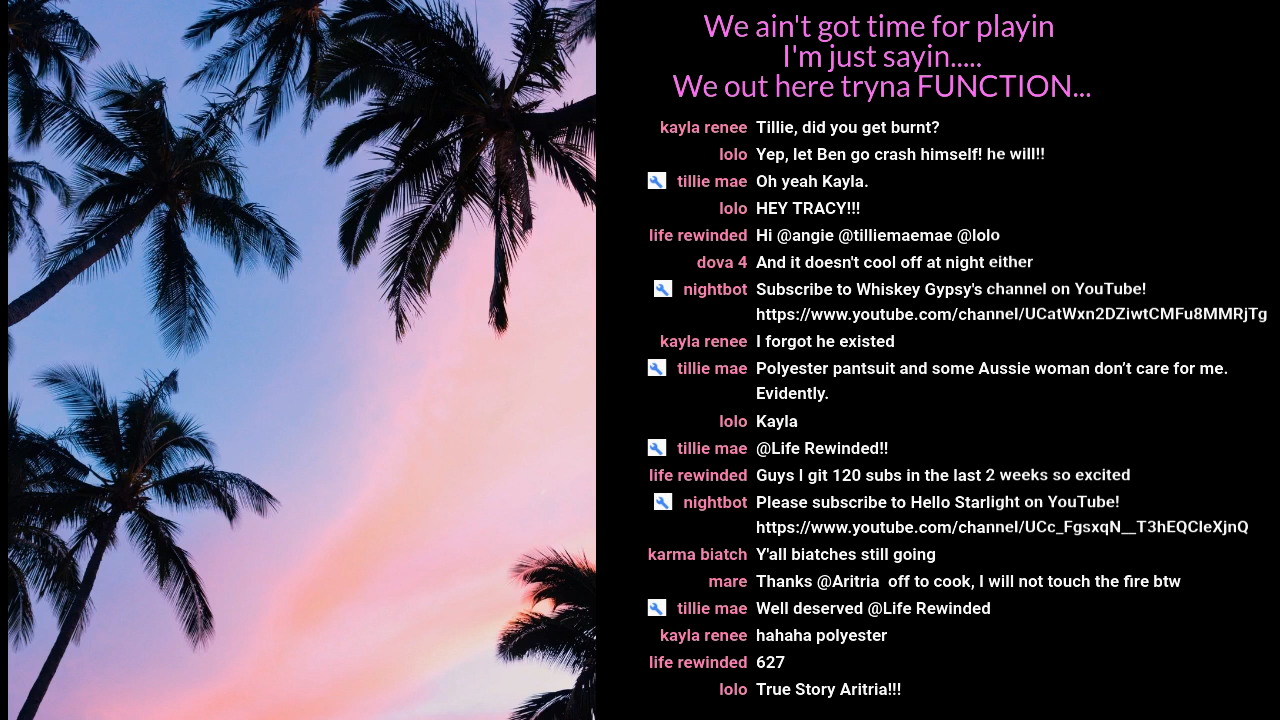 We ain't got time for playin
I'm just sayin.....
We out here tryna FUNCTION...
kayla renee Tillie, did you get burnt?
lolo Yep, let Ben go crash himself! he will!!
tillie mae Oh yeah Kayla.
lolo HEY TRACY!!!
life rewinded Hi @angie @tilliemaemae @lolo
dova 4 And it doesn't cool off at night either
nightbot Subscribe to Whiskey Gypsy's channel on YouTube!
https://www.youtube.com/channel/UCatWxn2DZiwtCMFu8MMRjTg
kayla renee I forgot he existed
tillie mae Polyester pantsuit and some Aussie woman don’t care for me.
Evidently.
lolo Kayla
tillie mae @Life Rewinded!!
life rewinded Guys I git 120 subs in the last 2 weeks so excited
nightbot Please subscribe to Hello Starlight on YouTube!
https://www.youtube.com/channel/UCc_FgsxqN__T3hEQCIeXjnQ
karma biatch Y'all biatches still going
mare Thanks @Aritria  off to cook, I will not touch the fire btw
tillie mae Well deserved @Life Rewinded
kayla renee hahaha polyester
life rewinded 627
lolo True Story Aritria!!!